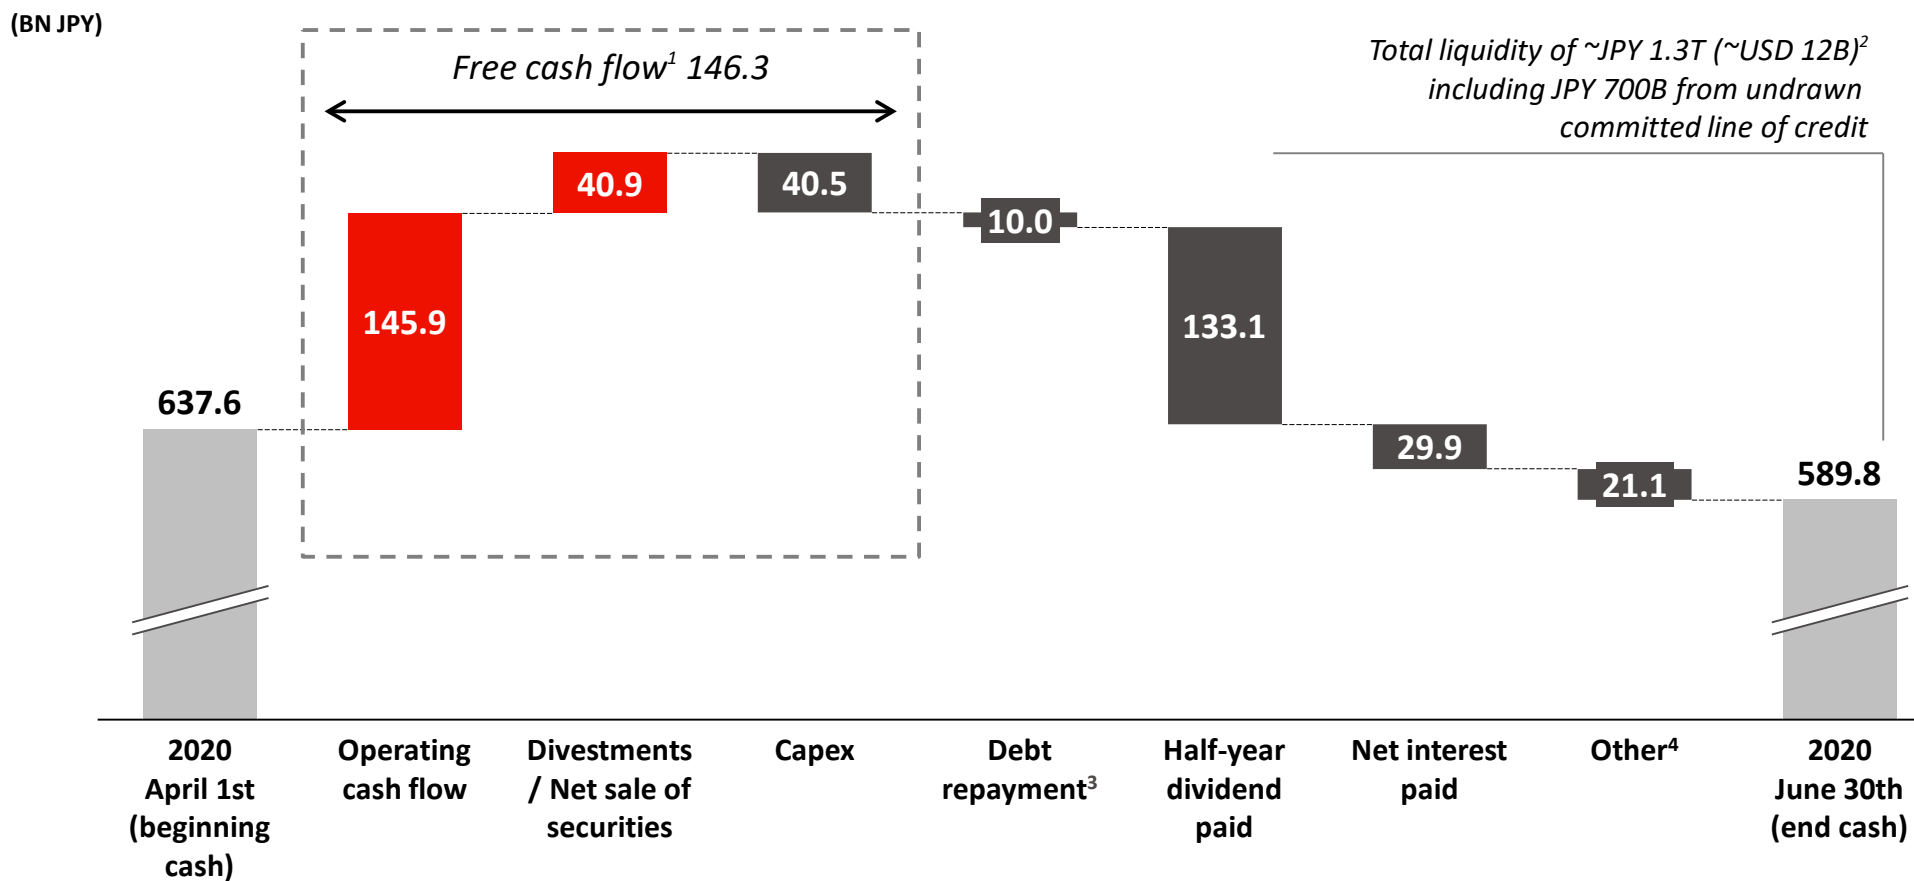 (BN JPY)
Free cash flow¹ 146.3
Total liquidity of ~JPY 1.3T (~USD 12B)²
including JPY 700B from undrawn
committed line of credit
40.9
40.5
10.0
145.9
133.1
637.6
29.9
21.1
589.8
2020
April 1st
(beginning
cash)
Operating
cash flow
Divestments
/ Net sale of
securities
Capex
Debt
repayment³
Half-year
dividend
paid
Net interest
paid
Other⁴
2020
June 30th
(end cash)